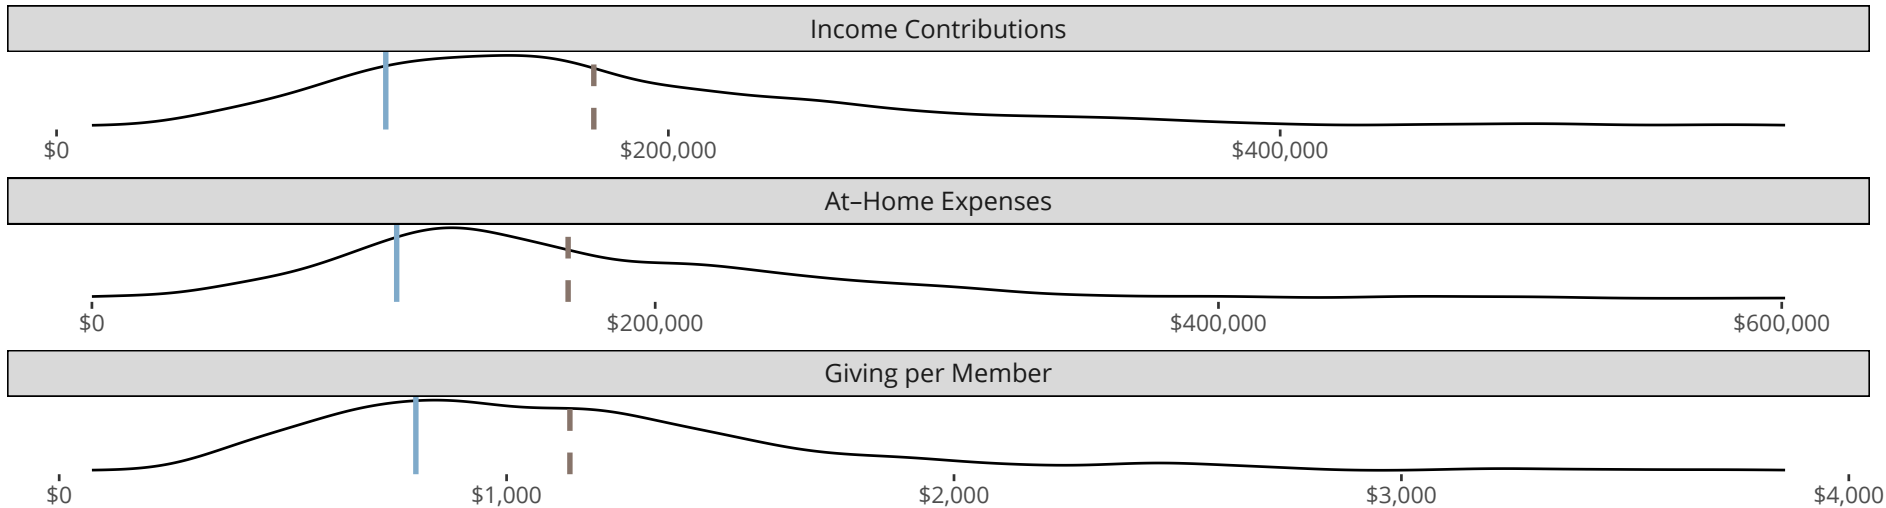 Income Contributions
$0 $200,000 $400,000
At–Home Expenses
$0 $200,000 $400,000 $600,000
Giving per Member
$0 $1,000 $2,000 $3,000 $4,000